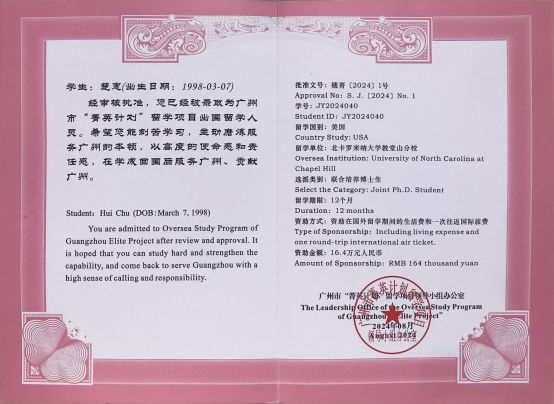 学生：楚惠(出生日期：1998-03-07)
经审核批准，您已经被录取为广州
市“菁英计划”留学项目出国留学人
员。希望您能刻苦学习，主动磨练服
务广州的本领，以高度的使命感和责
任感，在学成回国后服务广州、贡献
广州。
Student: Hui Chu (DOB: March 7, 1998)
You are admitted to Oversea Study Program of
Guangzhou Elite Project after review and approval. It
is hoped that you can study hard and strengthen the
capability, and come back to serve Guangzhou with a
high sense of calling and responsibility.
批准文号：穗菁［2024］1号
Approval No: S. J.［2024］No. 1
学号：JY2024040
Student ID: JY2024040
留学国别：美国
Country Study: USA
留学单位：北卡罗来纳大学教堂山分校
Oversea Institution: University of North Carolina at
Chapel Hill
选派类别：联合培养博士生
Select the Category: Joint Ph.D. Student
留学期限：12个月
Duration: 12 months
资助方式：资助在国外留学期间的生活费和一次往返国际旅费
Type of Sponsorship: Including living expense and
one round-trip international air ticket.
资助金额：16.4万元人民币
Amount of Sponsorship: RMB 164 thousand yuan
广州市“菁英计划”留学项目领导小组办公室
The Leadership Office of the Oversea Study Program
of Guangzhou Elite Project"
2024年08月
August 2024
领导小组办公室